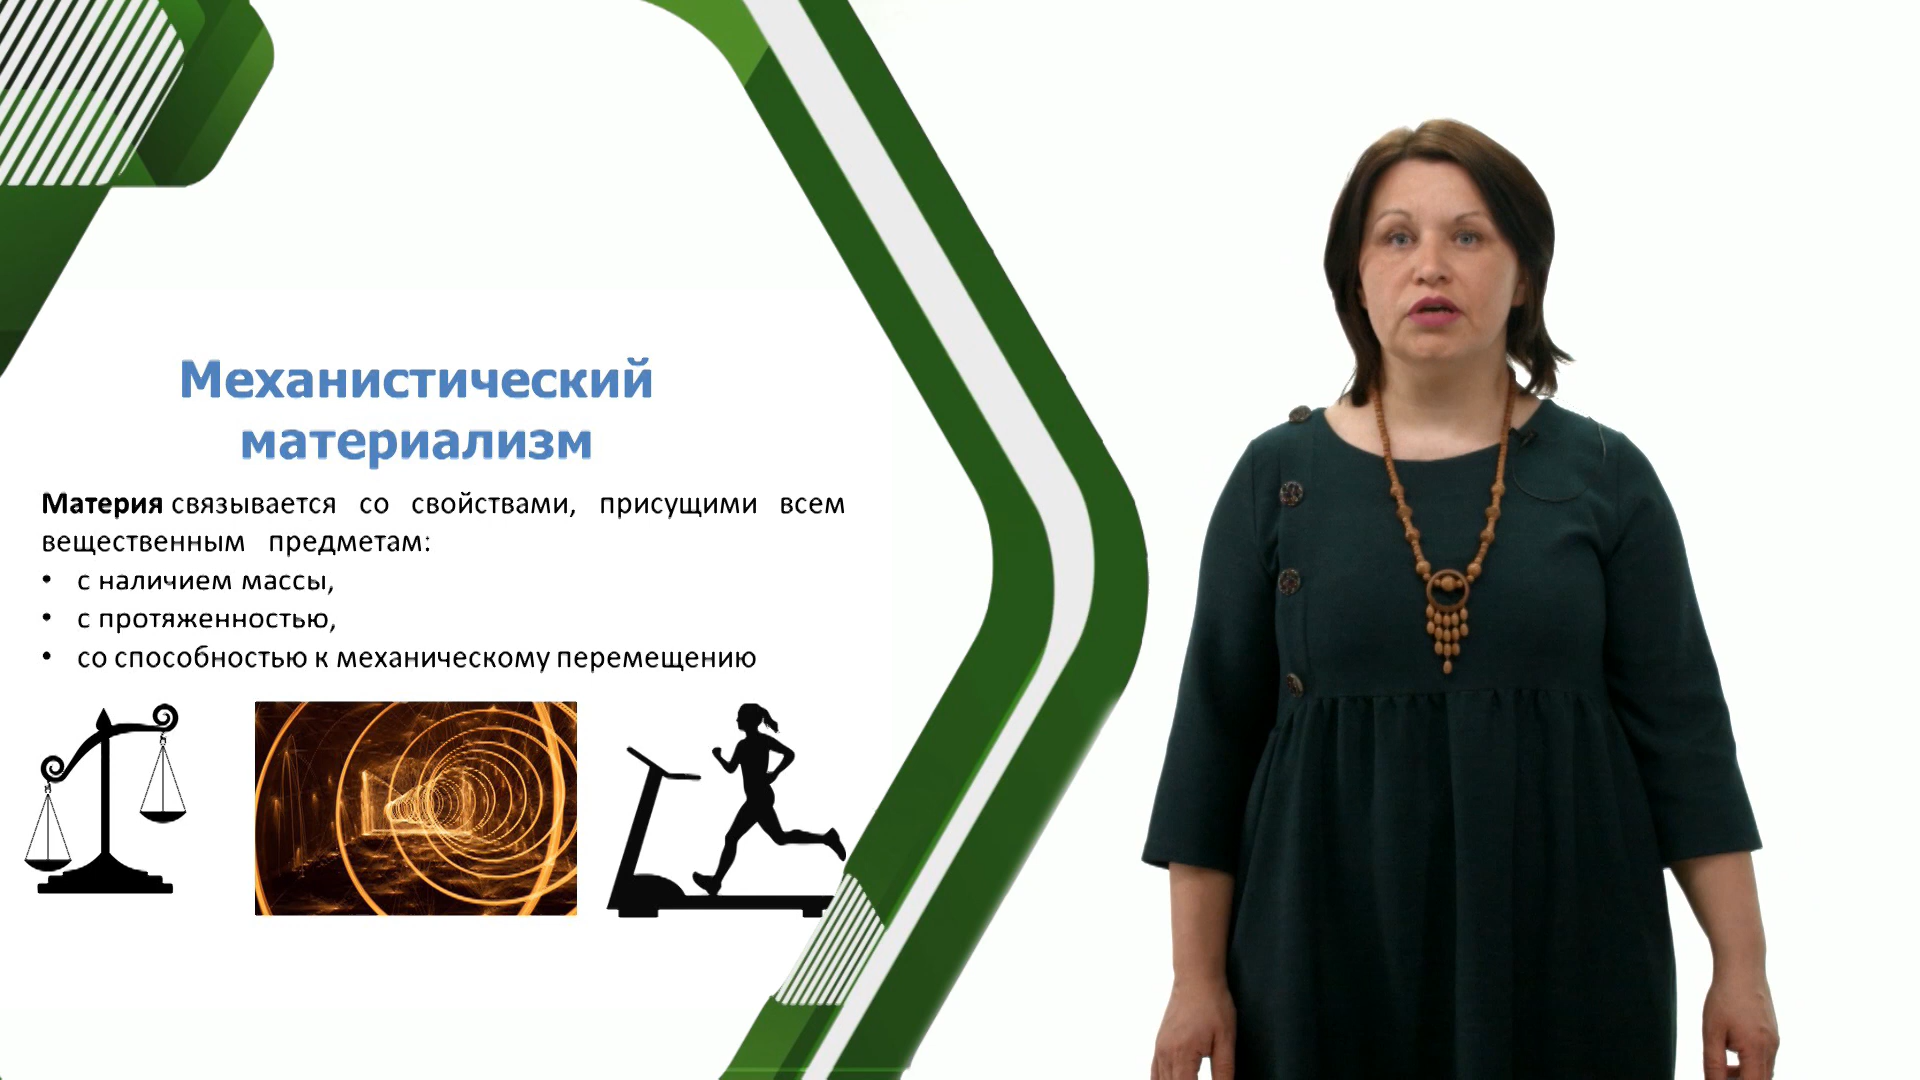 Механистический
материализм
Материя связывается со свойствами, присущими всем
вещественным предметам:
• с наличием массы,
• с протяженностью,
• со способностью к механическому перемещению